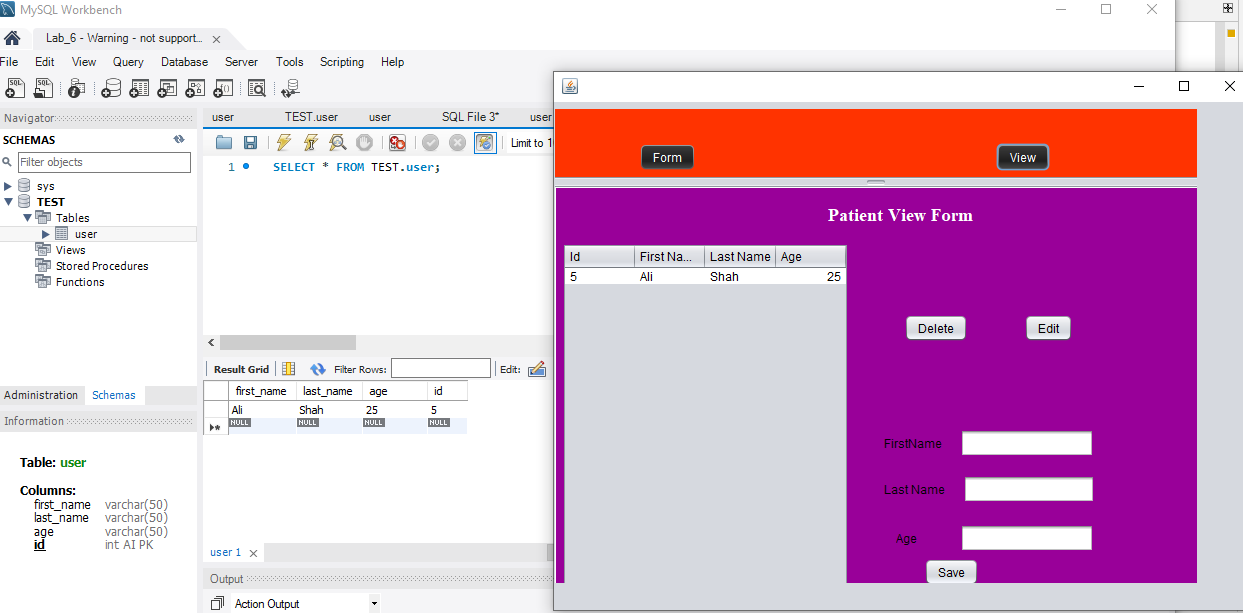 MySQL Workbench
Lab_6 - Warning - not support...
File Edit View Query Database Server Tools Scripting Help
Navigator
SCHEMAS
Filter objects
sys
TEST
Tables
user
Views
Stored Procedures
Functions
Administration Schemas
Information
Table: user
Columns:
first_name varchar(50)
last_name varchar(50)
age varchar(50)
id int AI PK
user TEST.user user SQL File 3* user
Limit to 1
1 SELECT * FROM TEST.user;
Result Grid Filter Rows: Edit:
first_name last_name age id
Ali Shah 25 5
NULL NULL NULL NULL
user 1
Output
Action Output
Form View
Patient View Form
Id First Na... Last Name Age
5 Ali Shah 25
Delete Edit
FirstName
Last Name
Age
Save